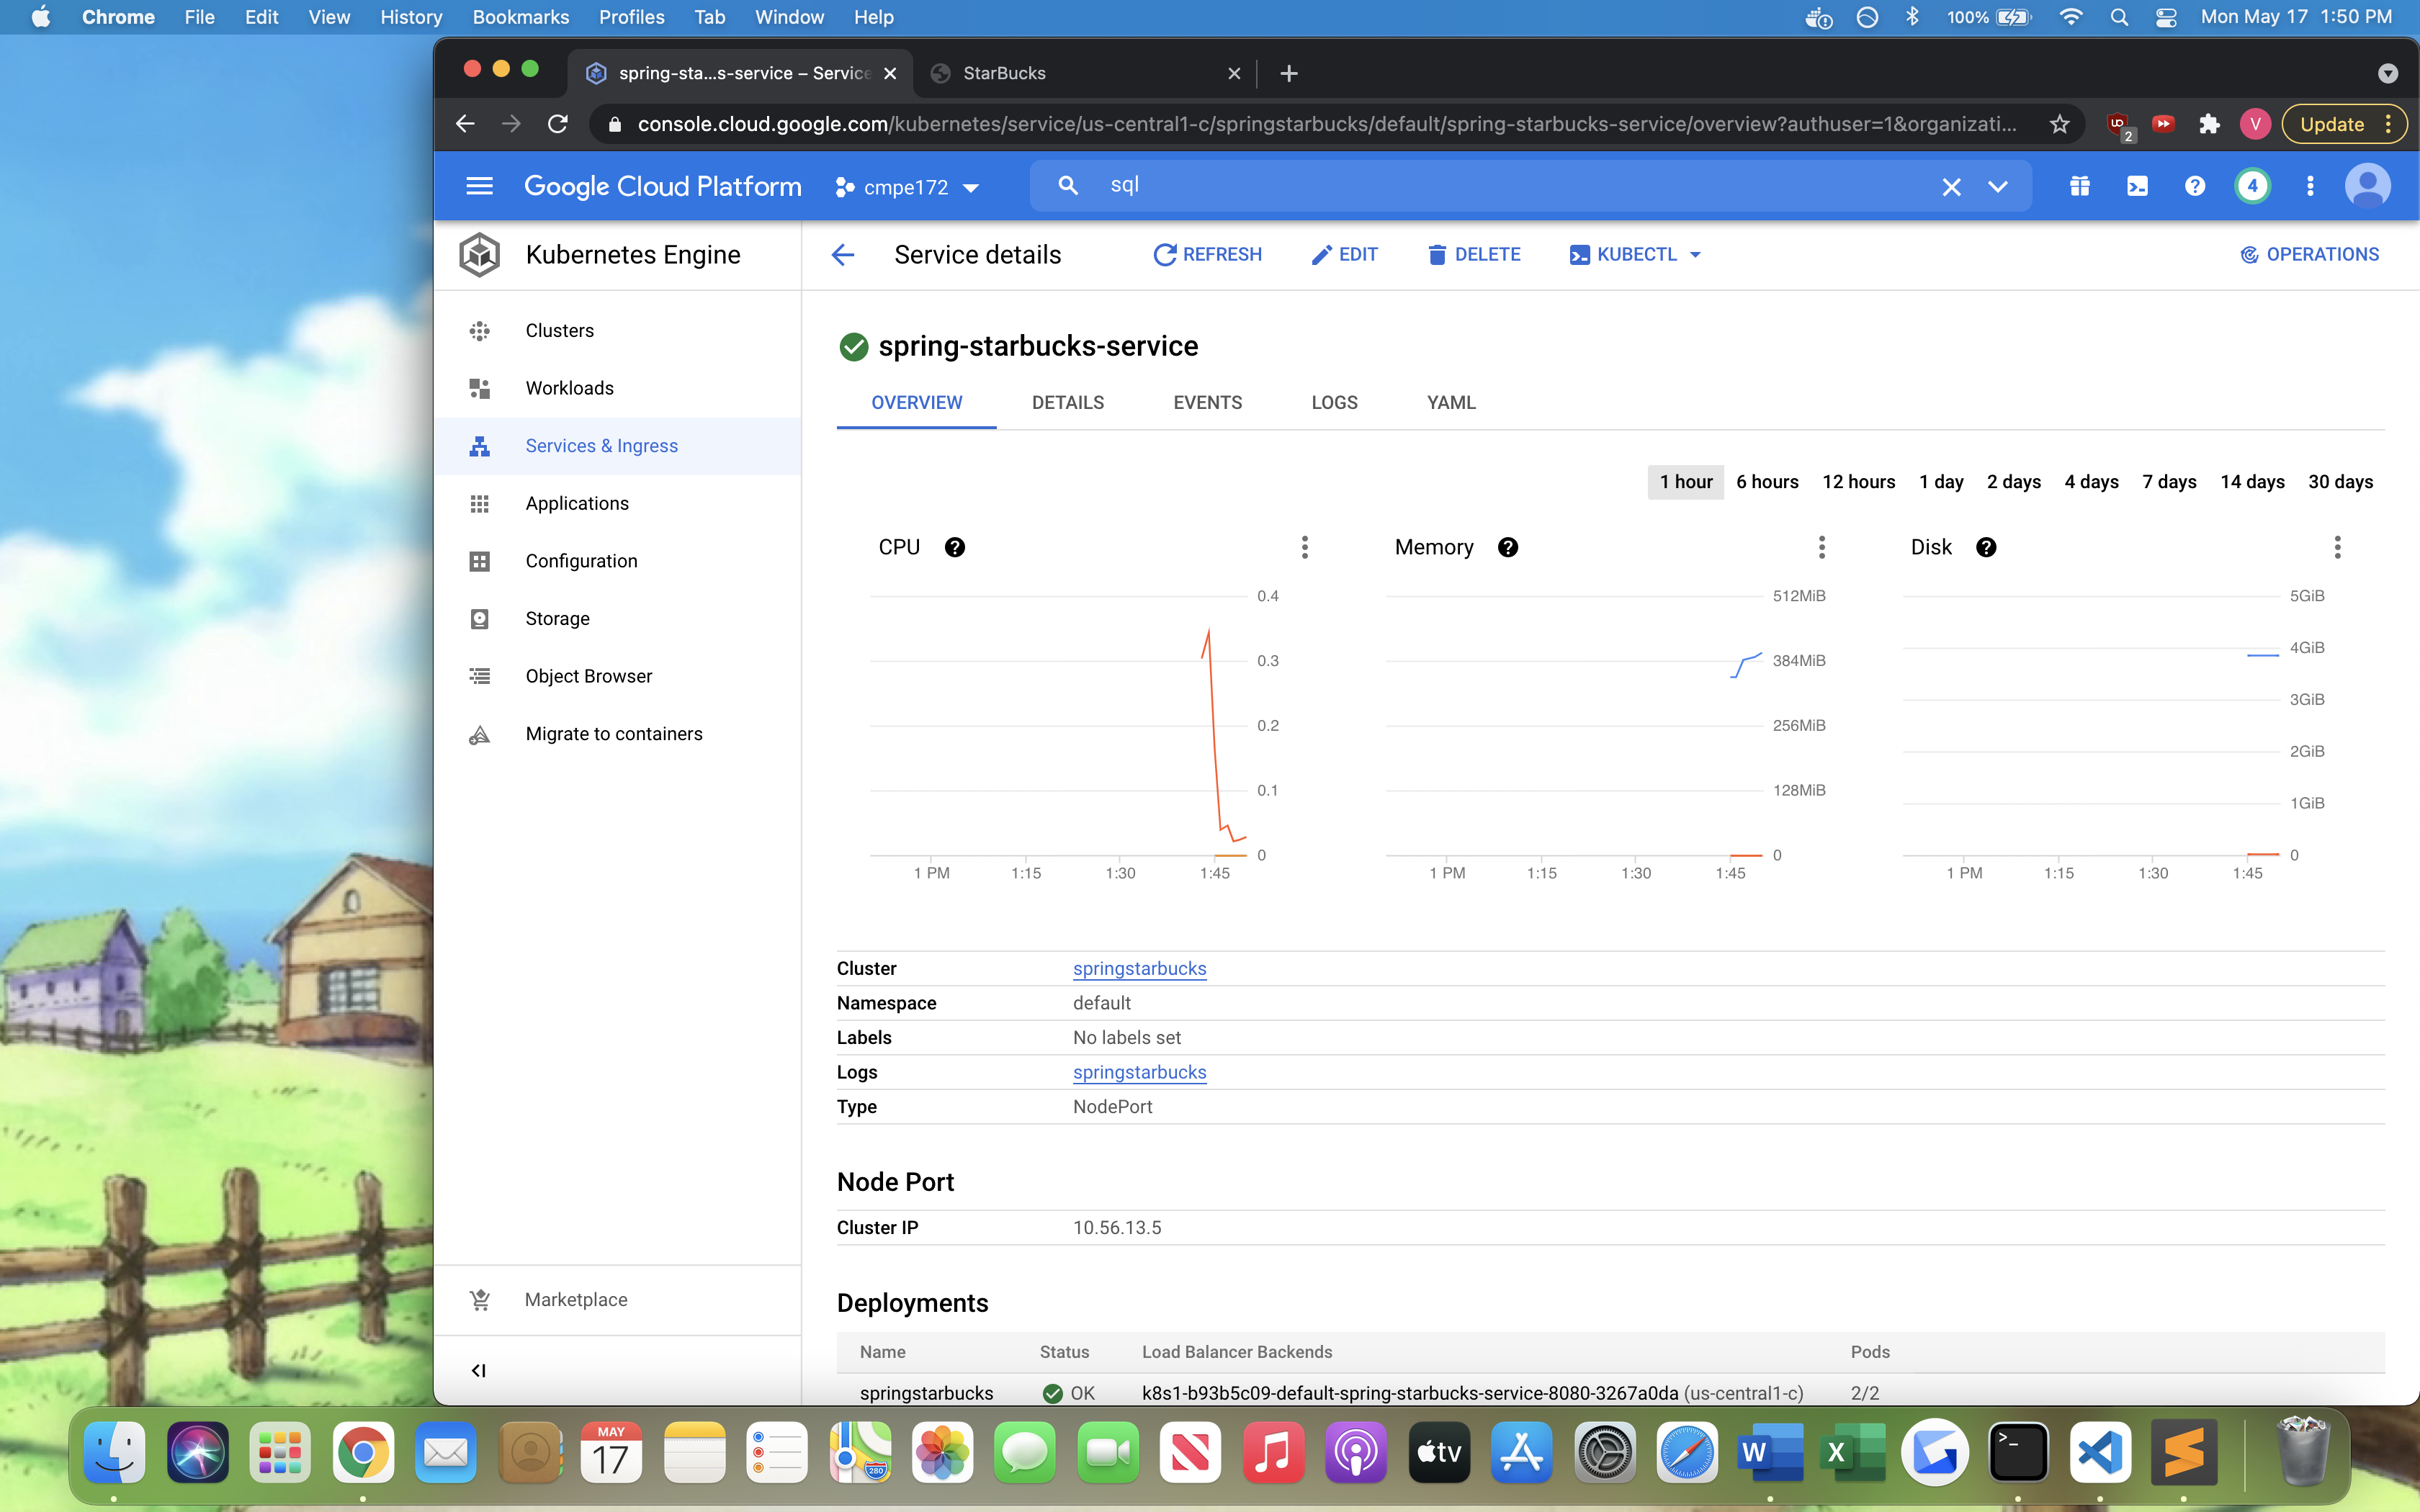 Chrome File Edit View History Bookmarks Profiles Tab Window Help
100% Mon May 17 1:50 PM
spring-sta...s-service – Service
StarBucks
console.cloud.google.com/kubernetes/service/us-central1-c/springstarbucks/default/spring-starbucks-service/overview?authuser=1&organizati...
2
V
Update
Google Cloud Platform
cmpe172
sql
4
Kubernetes Engine
Service details
REFRESH
EDIT
DELETE
KUBECTL
OPERATIONS
Clusters
Workloads
Services & Ingress
Applications
Configuration
Storage
Object Browser
Migrate to containers
Marketplace
spring-starbucks-service
OVERVIEW DETAILS EVENTS LOGS YAML
1 hour 6 hours 12 hours 1 day 2 days 4 days 7 days 14 days 30 days
CPU
0.4
0.3
0.2
0.1
0
1 PM 1:15 1:30 1:45
Memory
512MiB
384MiB
256MiB
128MiB
0
1 PM 1:15 1:30 1:45
Disk
5GiB
4GiB
3GiB
2GiB
1GiB
0
1 PM 1:15 1:30 1:45
Cluster springstarbucks
Namespace default
Labels No labels set
Logs springstarbucks
Type NodePort
Node Port
Cluster IP 10.56.13.5
Deployments
Name Status Load Balancer Backends Pods
springstarbucks OK k8s1-b93b5c09-default-spring-starbucks-service-8080-3267a0da (us-central1-c) 2/2
MAY
17
280
tv
W
X
>_